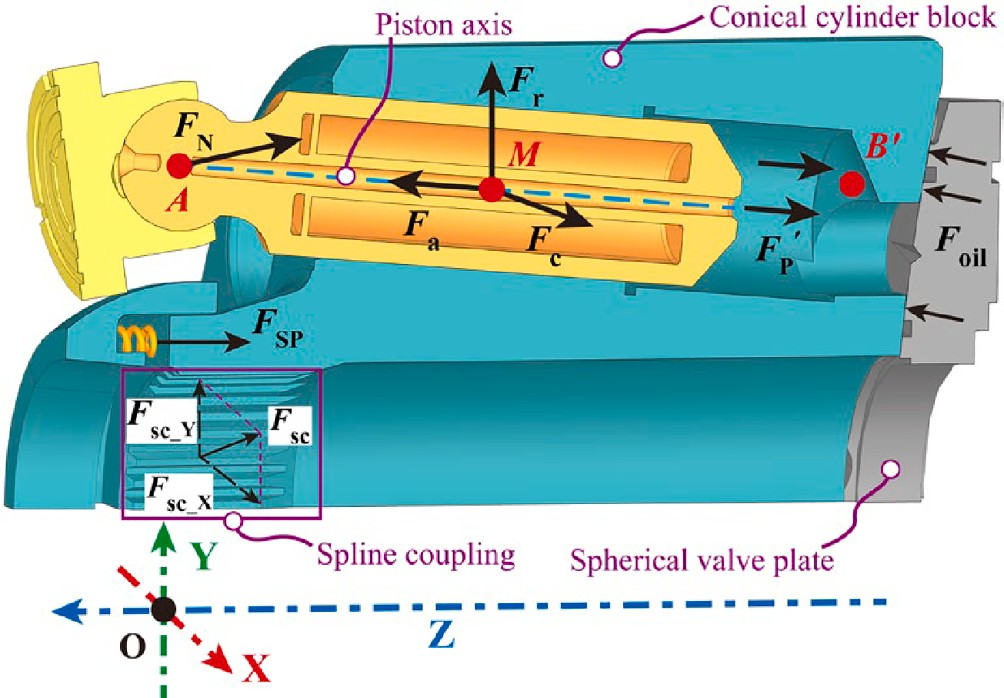 Piston axis
Conical cylinder block
F_N
F_r
A
M
B'
F_a
F_c
F_P'
F_oil
F_SP
F_sc_Y
F_sc
F_sc_X
Spline coupling
Spherical valve plate
Y
O
X
Z